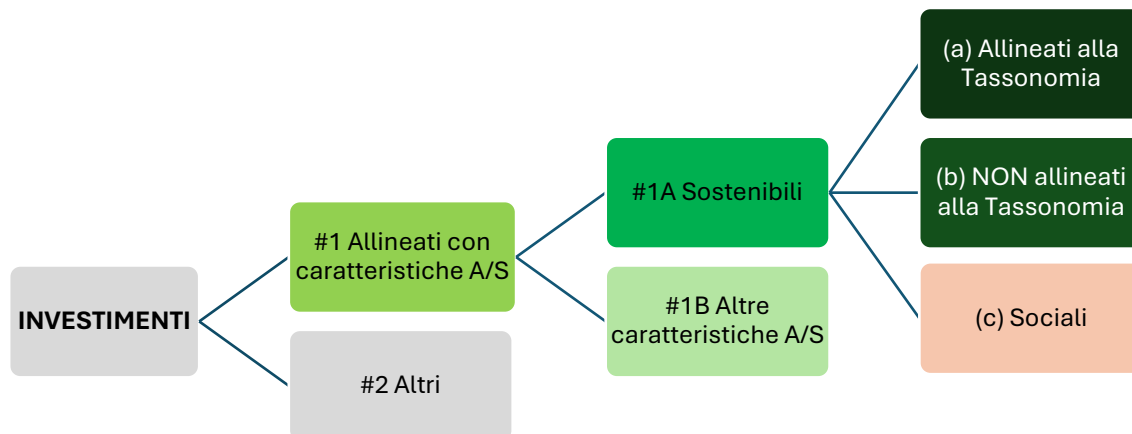 INVESTIMENTI
#1 Allineati con
caratteristiche A/S
#2 Altri
#1A Sostenibili
#1B Altre
caratteristiche A/S
(a) Allineati alla
Tassonomia
(b) NON allineati
alla Tassonomia
(c) Sociali